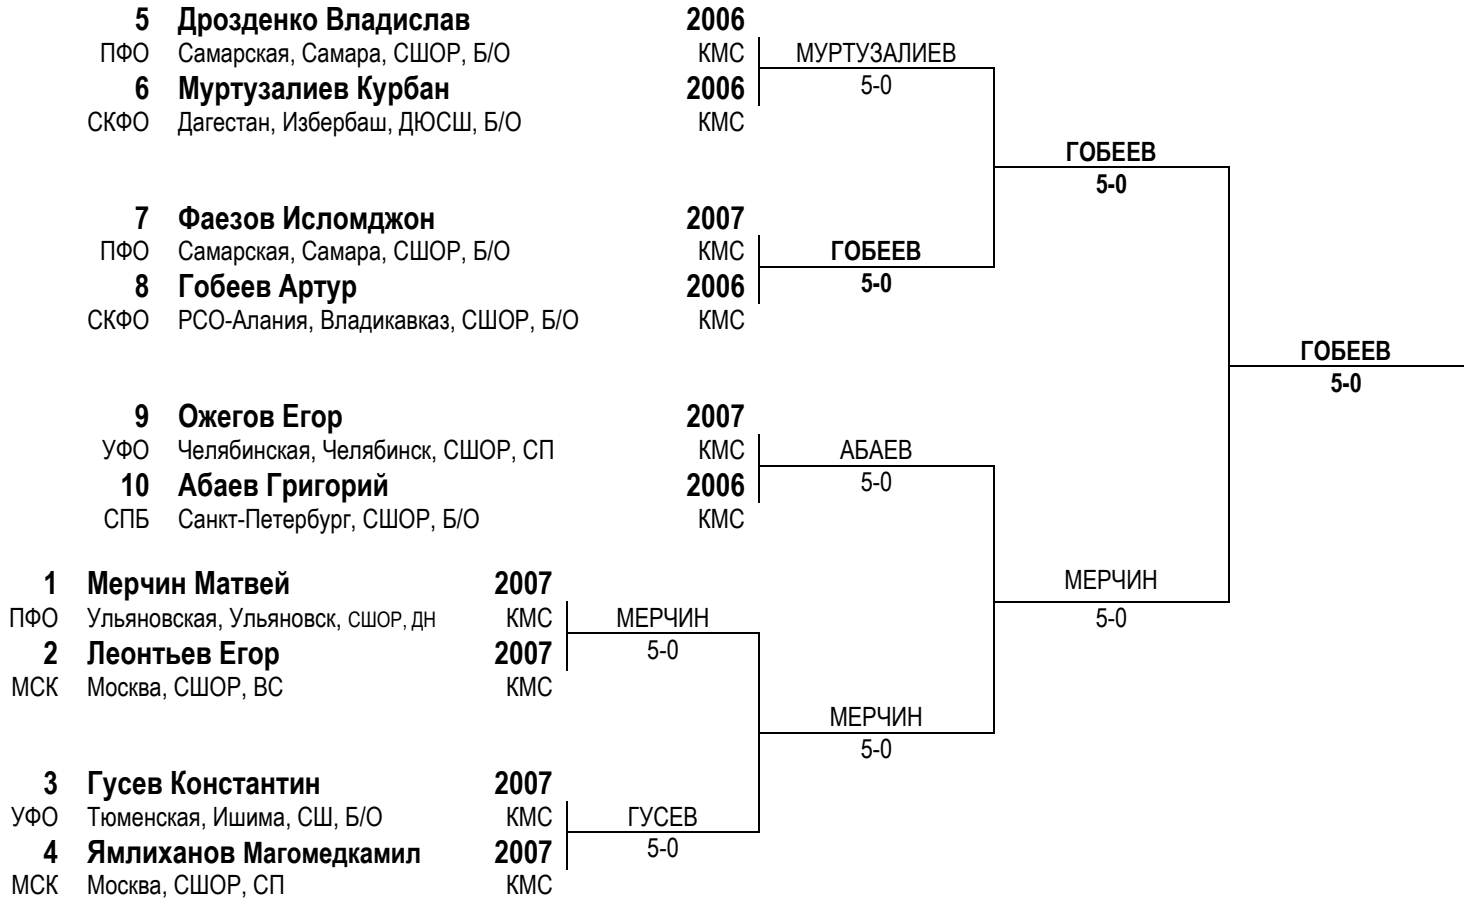 5 Дрозденко Владислав 2006
ПФО Самарская, Самара, СШОР, Б/О КМС
МУРТУЗАЛИЕВ
5-0
6 Муртузалиев Курбан 2006
СКФО Дагестан, Избербаш, ДЮСШ, Б/О КМС
ГОБЕЕВ
5-0
7 Фаезов Исломджон 2007
ПФО Самарская, Самара, СШОР, Б/О КМС
ГОБЕЕВ
5-0
8 Гобеев Артур 2006
СКФО РСО-Алания, Владикавказ, СШОР, Б/О КМС
ГОБЕЕВ
5-0
9 Ожегов Егор 2007
УФО Челябинская, Челябинск, СШОР, СП КМС
АБАЕВ
5-0
10 Абаев Григорий 2006
СПБ Санкт-Петербург, СШОР, Б/О КМС
МЕРЧИН
5-0
1 Мерчин Матвей 2007
ПФО Ульяновская, Ульяновск, СШОР, ДН КМС
МЕРЧИН
5-0
2 Леонтьев Егор 2007
МСК Москва, СШОР, ВС КМС
МЕРЧИН
5-0
3 Гусев Константин 2007
УФО Тюменская, Ишима, СШ, Б/О КМС
ГУСЕВ
5-0
4 Ямлиханов Магомедкамил 2007
МСК Москва, СШОР, СП КМС